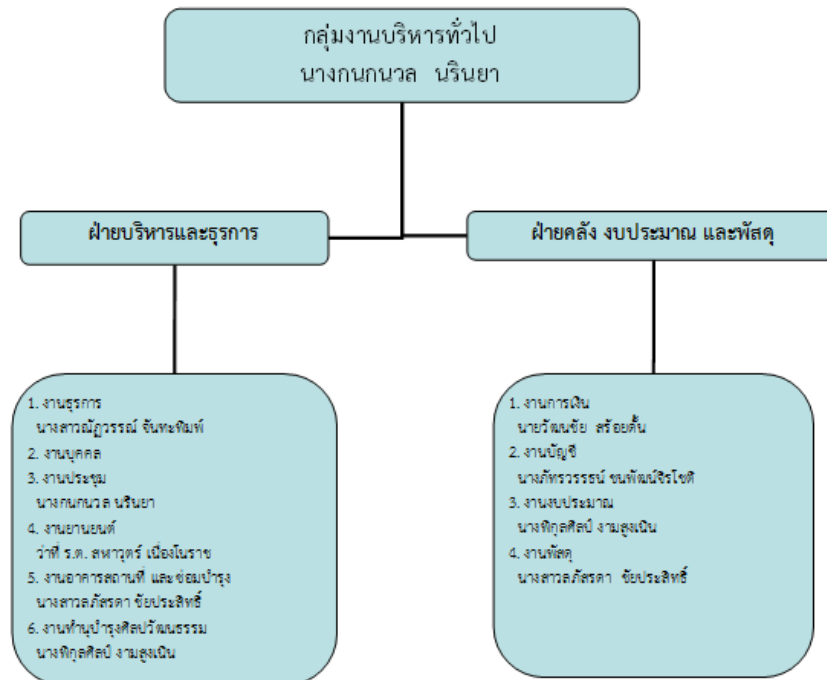 กลุ่มงานบริหารทั่วไป
นางกนกนวล นรินยา
ฝ่ายบริหารและธุรการ
ฝ่ายคลัง งบประมาณ และพัสดุ
1. งานธุรการ
นางสาวณัฏวรรณ์ จันทะพิมพ์
2. งานบุคคล
3. งานประชุม
นางกนกนวล นรินยา
4. งานยานยนต์
ว่าที่ ร.ต. สหาวุตร์ เนื่องโนราช
5. งานอาคารสถานที่ และซ่อมบำรุง
นางสาวลภัสรดา ชัยประสิทธิ์
6. งานทำนุบำรุงศิลปวัฒนธรรม
นางพิกุลศิลป์ งามสูงเนิน
1. งานการเงิน
นายวัฒนชัย สร้อยตั้น
2. งานบัญชี
นางภัทรวรรธน์ ชนพัฒน์จิรโชติ
3. งานงบประมาณ
นางพิกุลศิลป์ งามสูงเนิน
4. งานพัสดุ
นางสาวลภัสรดา ชัยประสิทธิ์